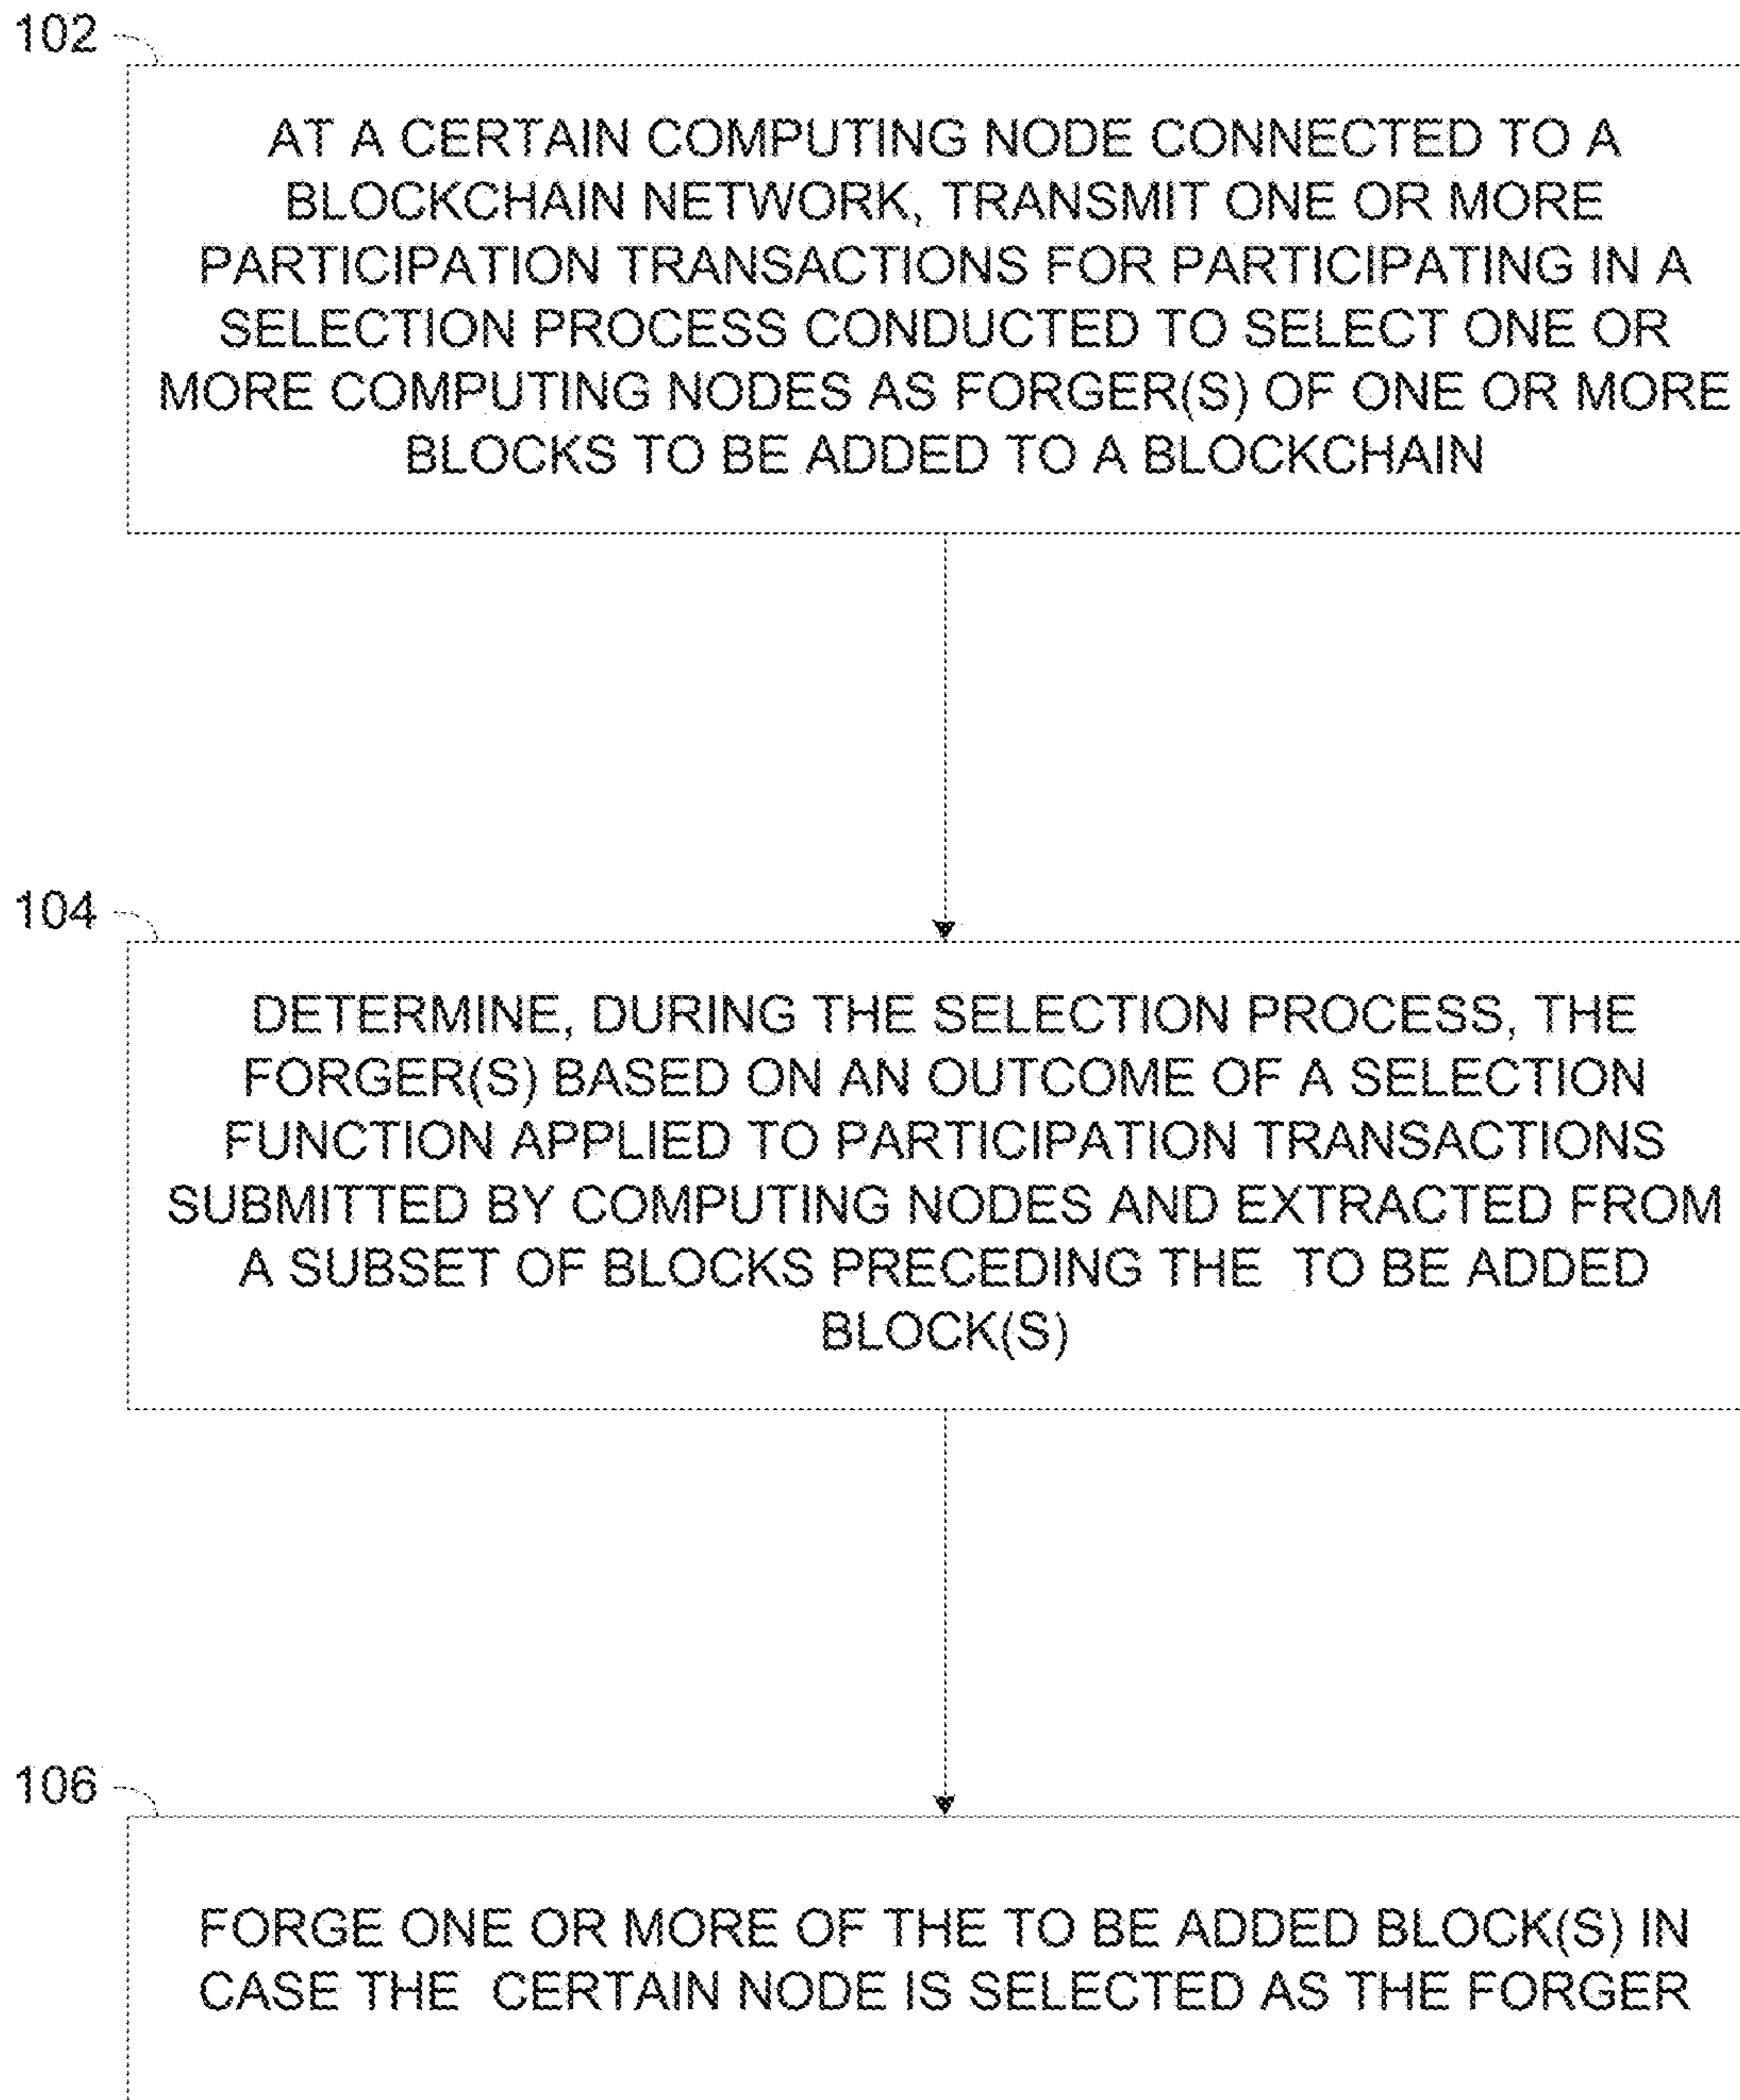 102
AT A CERTAIN COMPUTING NODE CONNECTED TO A
BLOCKCHAIN NETWORK, TRANSMIT ONE OR MORE
PARTICIPATION TRANSACTIONS FOR PARTICIPATING IN A
SELECTION PROCESS CONDUCTED TO SELECT ONE OR
MORE COMPUTING NODES AS FORGER(S) OF ONE OR MORE
BLOCKS TO BE ADDED TO A BLOCKCHAIN
104
DETERMINE, DURING THE SELECTION PROCESS, THE
FORGER(S) BASED ON AN OUTCOME OF A SELECTION
FUNCTION APPLIED TO PARTICIPATION TRANSACTIONS
SUBMITTED BY COMPUTING NODES AND EXTRACTED FROM
A SUBSET OF BLOCKS PRECEDING THE TO BE ADDED
BLOCK(S)
106
FORGE ONE OR MORE OF THE TO BE ADDED BLOCK(S) IN
CASE THE CERTAIN NODE IS SELECTED AS THE FORGER